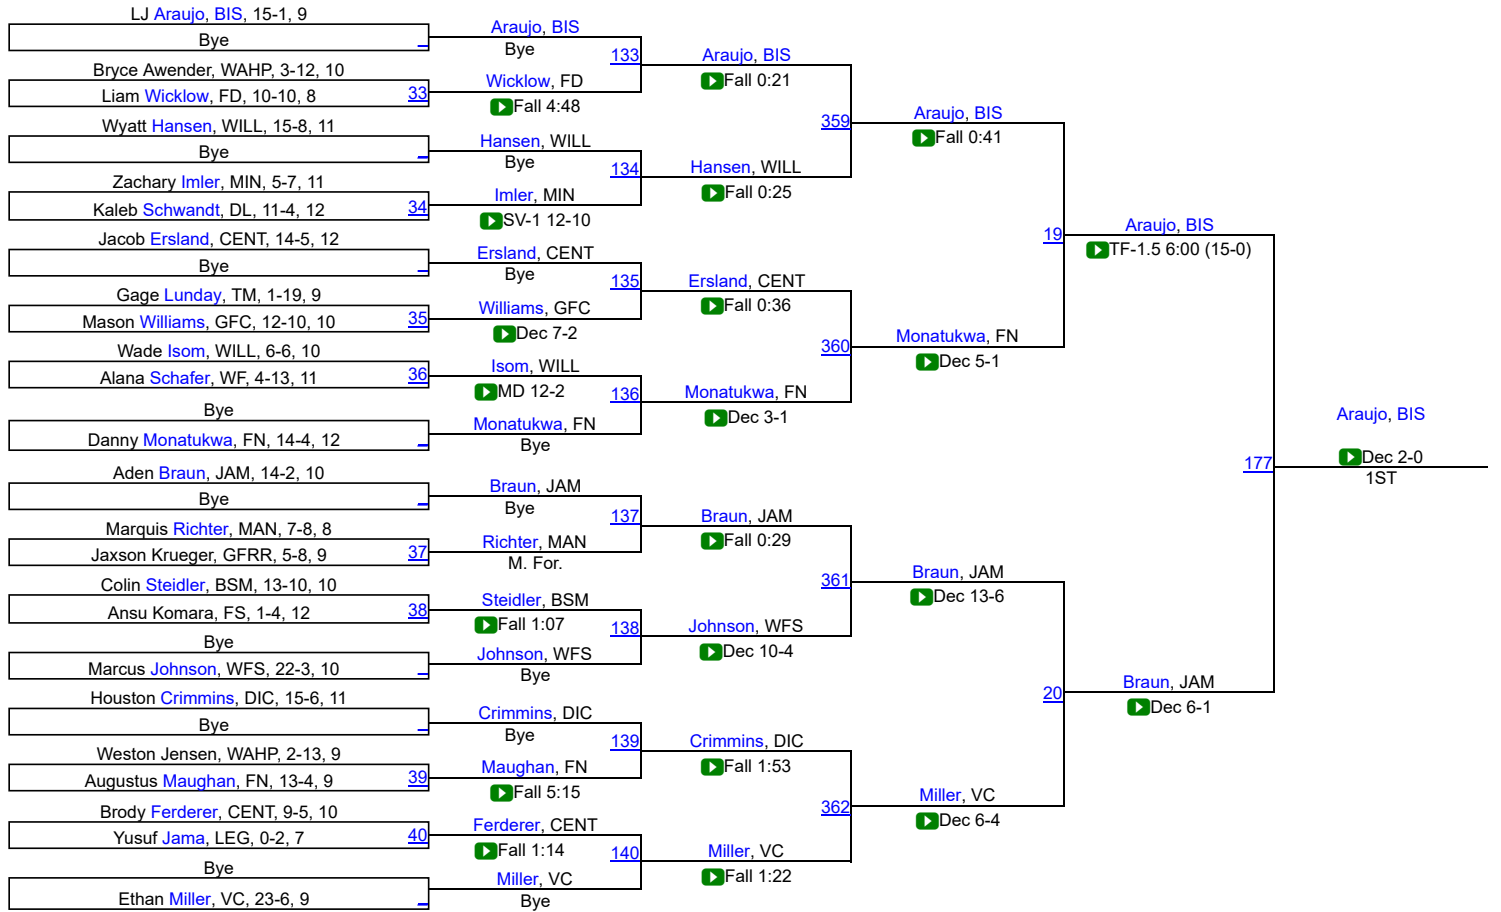 LJ Araujo, BIS, 15-1, 9
Bye
Bryce Awender, WAHP, 3-12, 10
Liam Wicklow, FD, 10-10, 8
33
Wyatt Hansen, WILL, 15-8, 11
Bye
Zachary Imler, MIN, 5-7, 11
Kaleb Schwandt, DL, 11-4, 12
34
Jacob Ersland, CENT, 14-5, 12
Bye
Gage Lunday, TM, 1-19, 9
Mason Williams, GFC, 12-10, 10
35
Wade Isom, WILL, 6-6, 10
Alana Schafer, WF, 4-13, 11
36
Bye
Danny Monatukwa, FN, 14-4, 12
Aden Braun, JAM, 14-2, 10
Bye
Marquis Richter, MAN, 7-8, 8
Jaxson Krueger, GFRR, 5-8, 9
37
Colin Steidler, BSM, 13-10, 10
Ansu Komara, FS, 1-4, 12
38
Bye
Marcus Johnson, WFS, 22-3, 10
Houston Crimmins, DIC, 15-6, 11
Bye
Weston Jensen, WAHP, 2-13, 9
Augustus Maughan, FN, 13-4, 9
39
Brody Ferderer, CENT, 9-5, 10
Yusuf Jama, LEG, 0-2, 7
40
Bye
Ethan Miller, VC, 23-6, 9
Araujo, BIS
Bye
133
Wicklow, FD
Fall 4:48
Hansen, WILL
Bye
134
Imler, MIN
SV-1 12-10
Ersland, CENT
Bye
135
Williams, GFC
Dec 7-2
Isom, WILL
MD 12-2
136
Monatukwa, FN
Bye
Braun, JAM
Bye
137
Richter, MAN
M. For.
Steidler, BSM
Fall 1:07
138
Johnson, WFS
Bye
Crimmins, DIC
Bye
139
Maughan, FN
Fall 5:15
Ferderer, CENT
Fall 1:14
140
Miller, VC
Bye
Araujo, BIS
Fall 0:21
359
Hansen, WILL
Fall 0:25
Ersland, CENT
Fall 0:36
360
Monatukwa, FN
Dec 3-1
Braun, JAM
Fall 0:29
361
Johnson, WFS
Dec 10-4
Crimmins, DIC
Fall 1:53
362
Miller, VC
Fall 1:22
Araujo, BIS
Fall 0:41
19
Monatukwa, FN
Dec 5-1
Braun, JAM
Dec 13-6
20
Miller, VC
Dec 6-4
Araujo, BIS
TF-1.5 6:00 (15-0)
177
Braun, JAM
Dec 6-1
Araujo, BIS
Dec 2-0
1ST